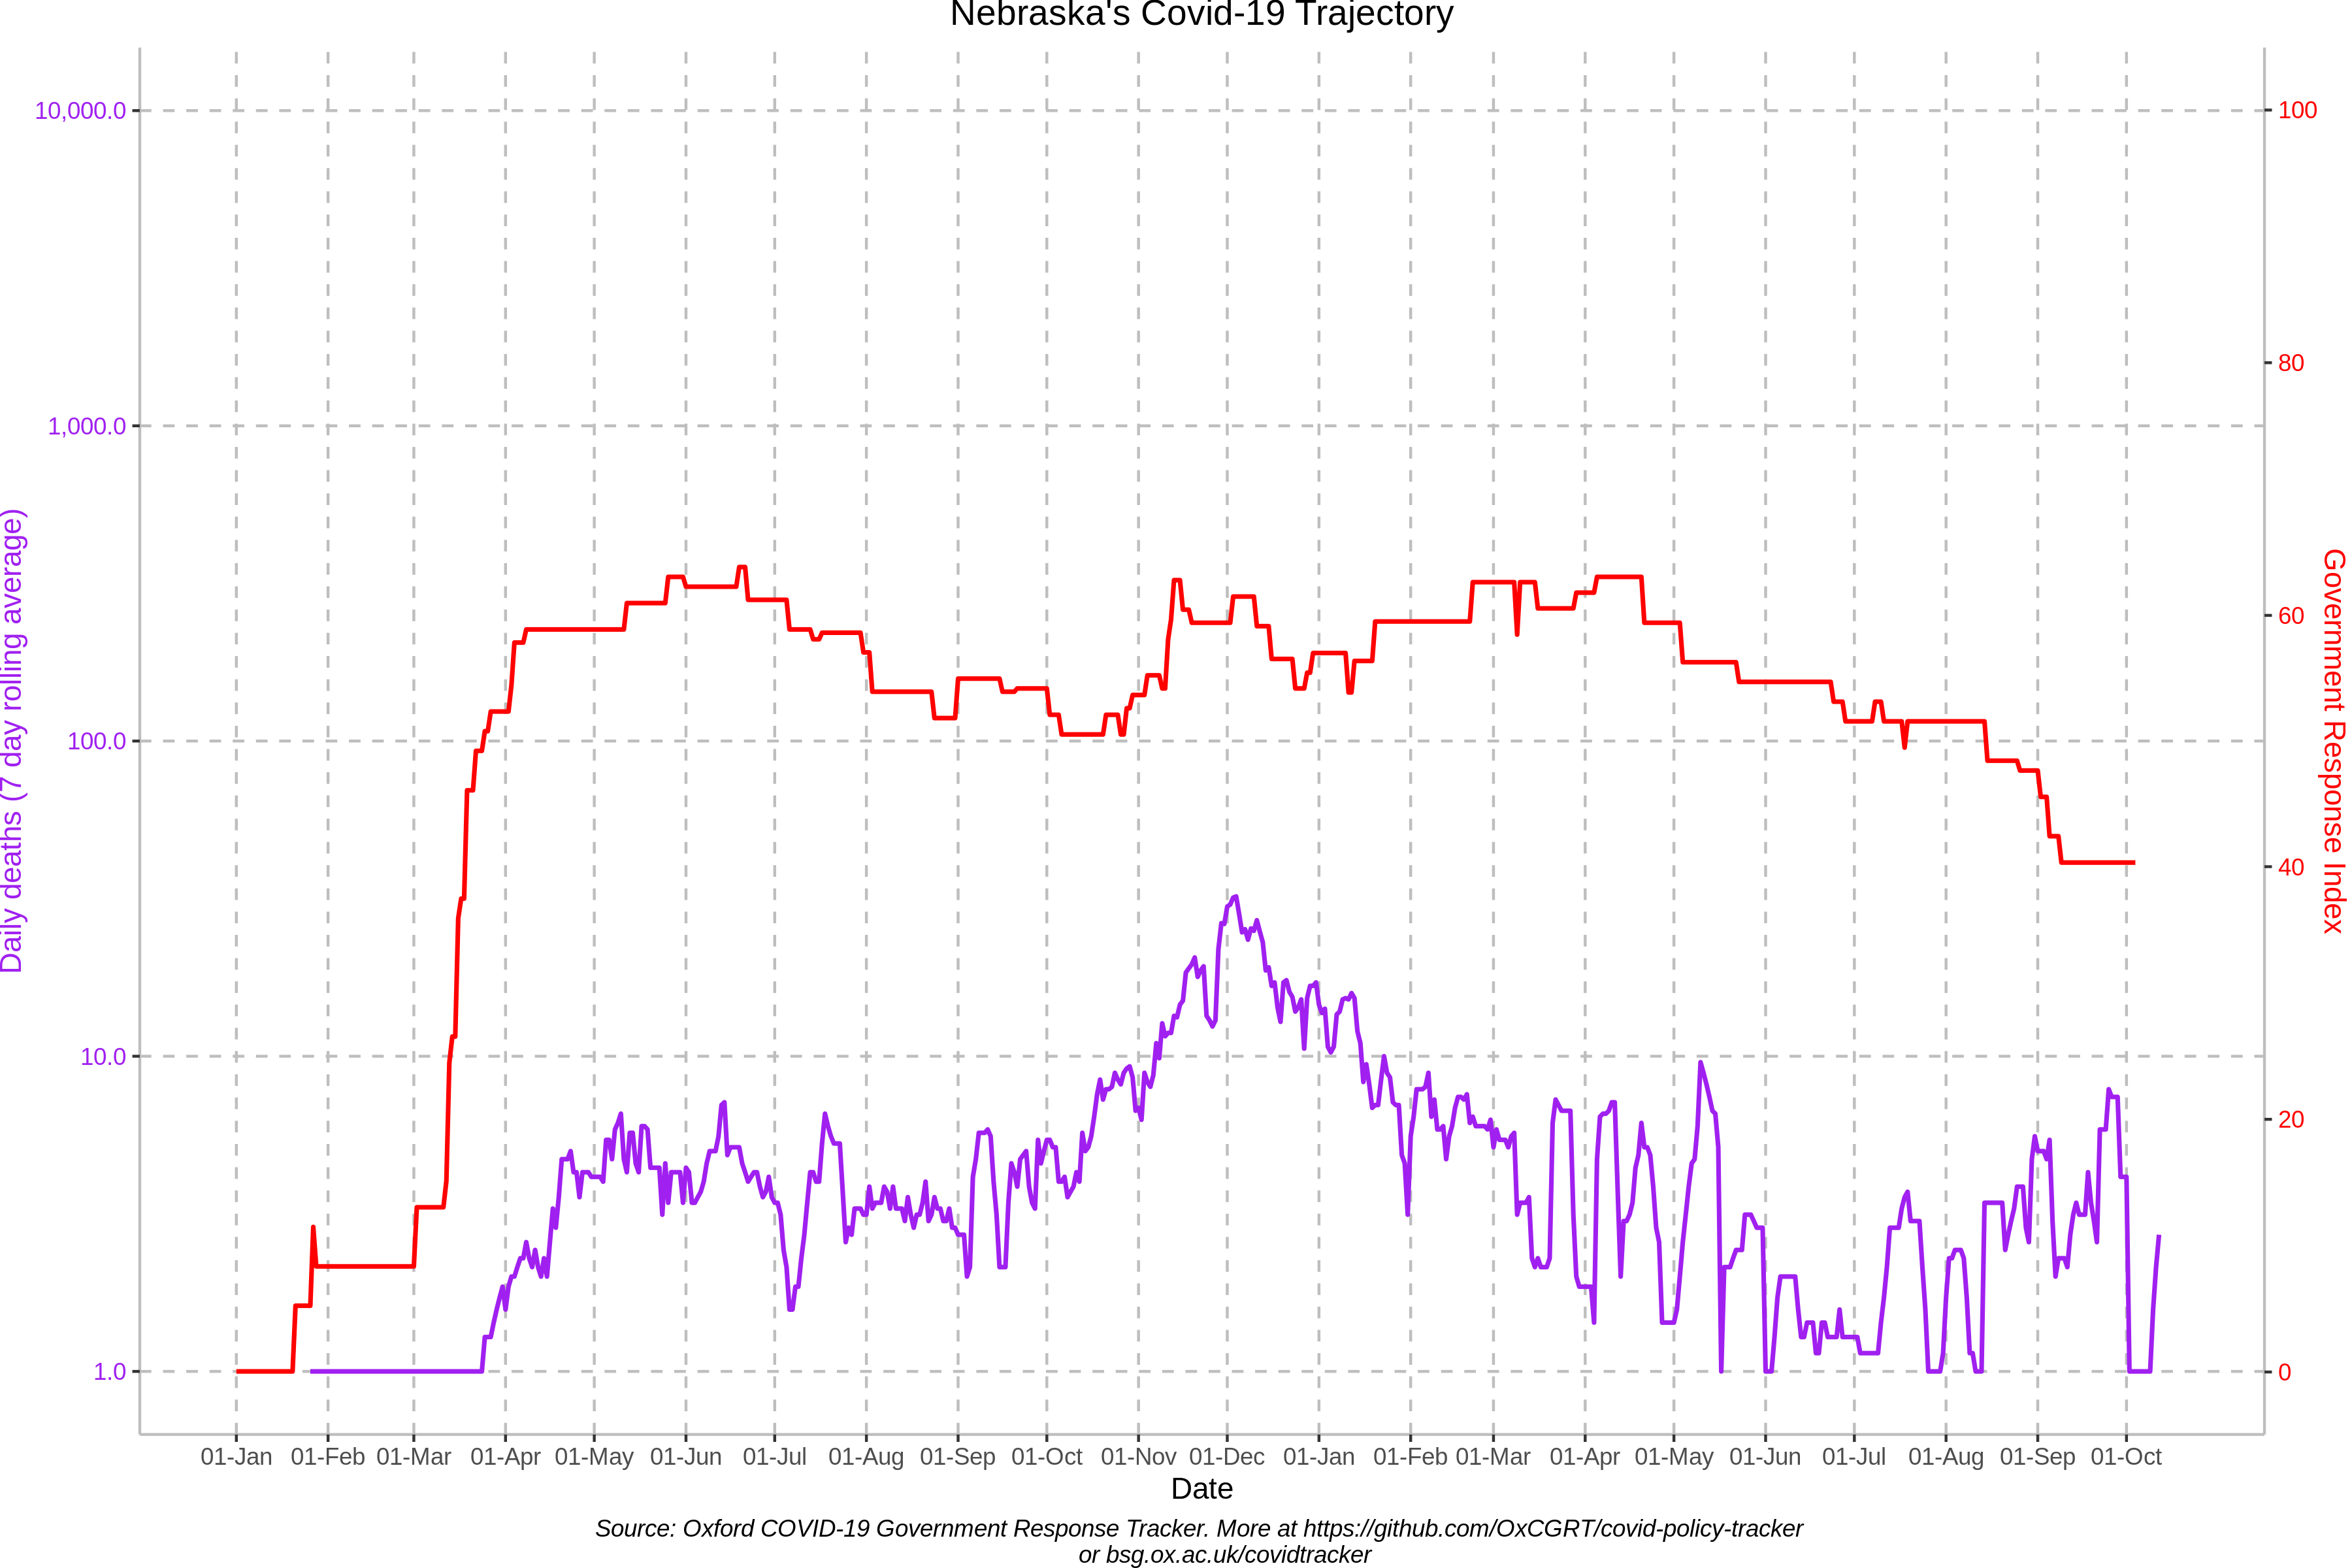 Nebraska's Covid-19 Trajectory
10,000.0
1,000.0
100.0
10.0
1.0
Daily deaths (7 day rolling average)
100
80
60
40
20
0
Government Response Index
01-Jan 01-Feb 01-Mar 01-Apr 01-May 01-Jun 01-Jul 01-Aug 01-Sep 01-Oct 01-Nov 01-Dec 01-Jan 01-Feb 01-Mar 01-Apr 01-May 01-Jun 01-Jul 01-Aug 01-Sep 01-Oct
Date
Source: Oxford COVID-19 Government Response Tracker. More at https://github.com/OxCGRT/covid-policy-tracker
or bsg.ox.ac.uk/covidtracker